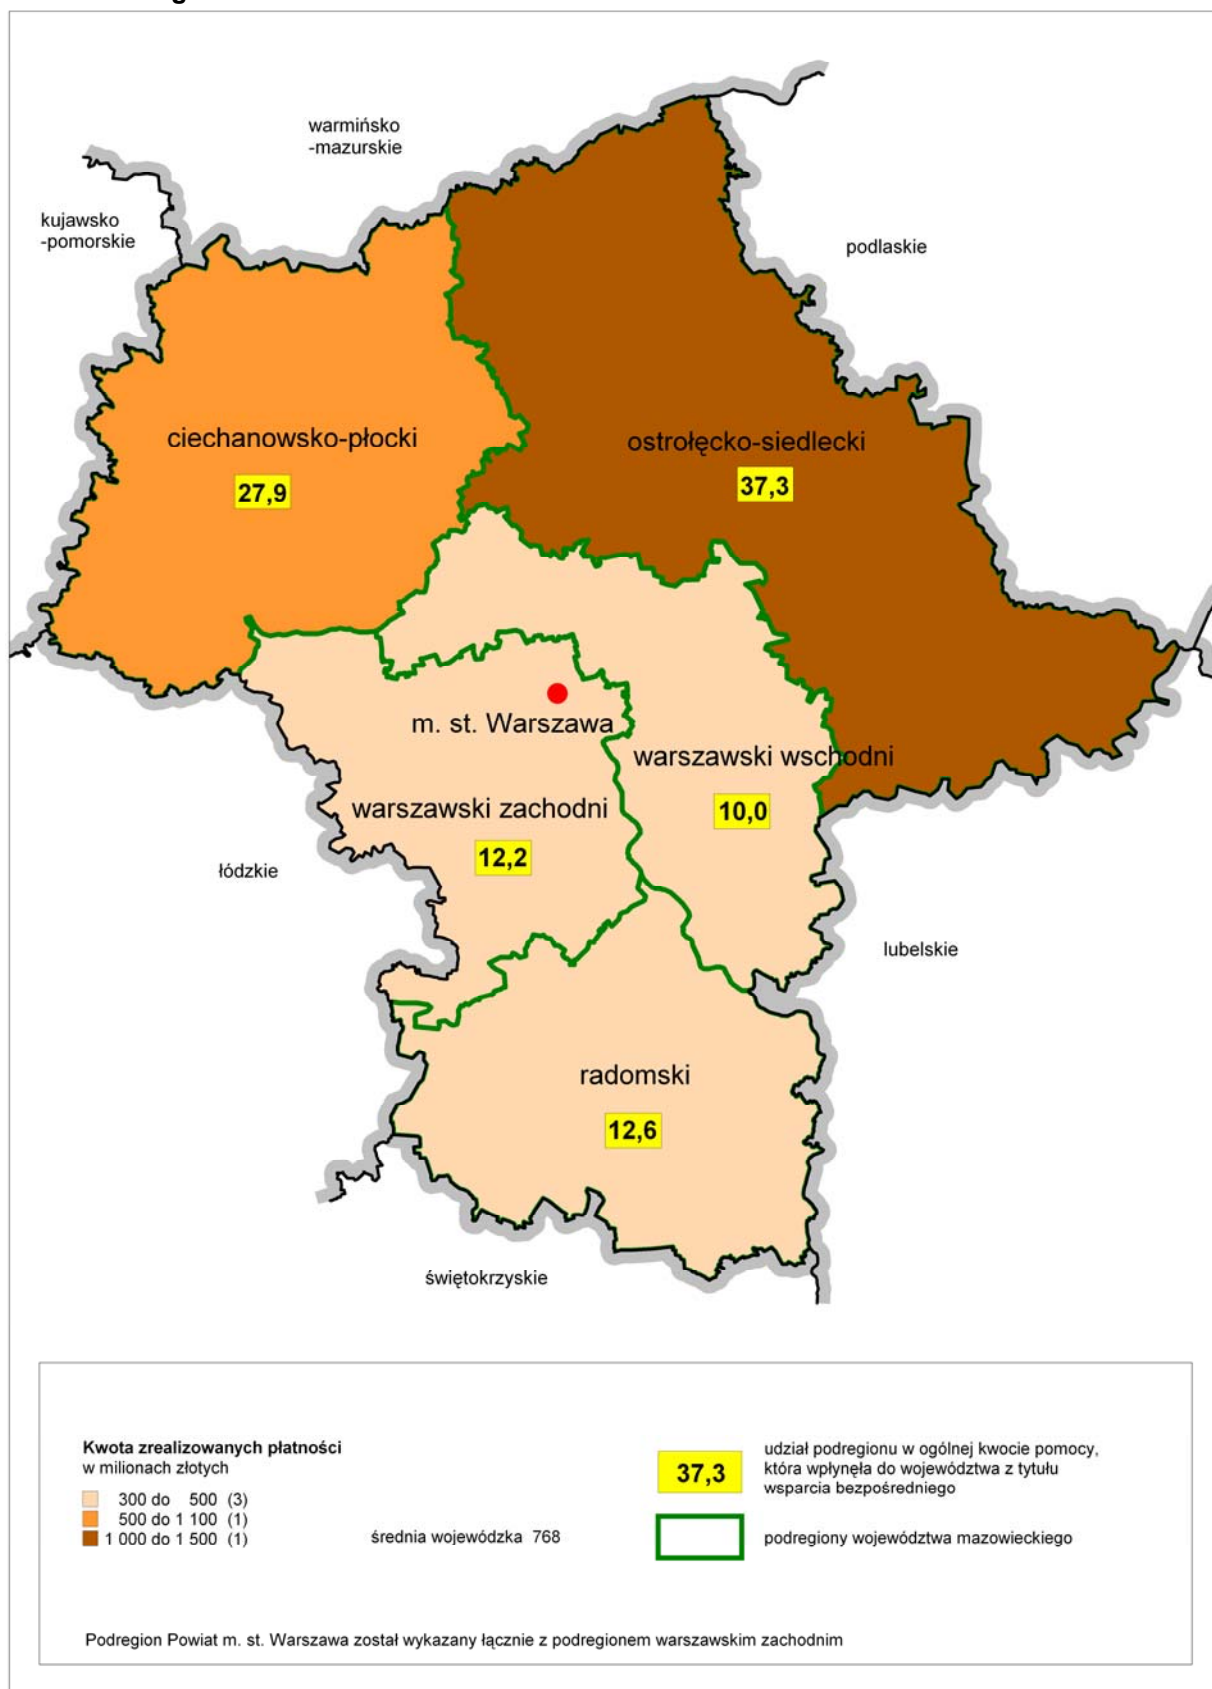 warmińsko
-mazurskie
kujawsko
-pomorskie
podlaskie
ciechanowsko-płocki
27,9
ostrołęcko-siedlecki
37,3
m. st. Warszawa
warszawski wschodni
10,0
warszawski zachodni
12,2
łódzkie
lubelskie
radomski
12,6
świętokrzyskie
Kwota zrealizowanych płatności
w milionach złotych
300 do 500 (3)
500 do 1 100 (1)
1 000 do 1 500 (1)
średnia wojewódzka 768
37,3
udział podregionu w ogólnej kwocie pomocy,
która wpłynęła do województwa z tytułu
wsparcia bezpośredniego
podregiony województwa mazowieckiego
Podregion Powiat m. st. Warszawa został wykazany łącznie z podregionem warszawskim zachodnim